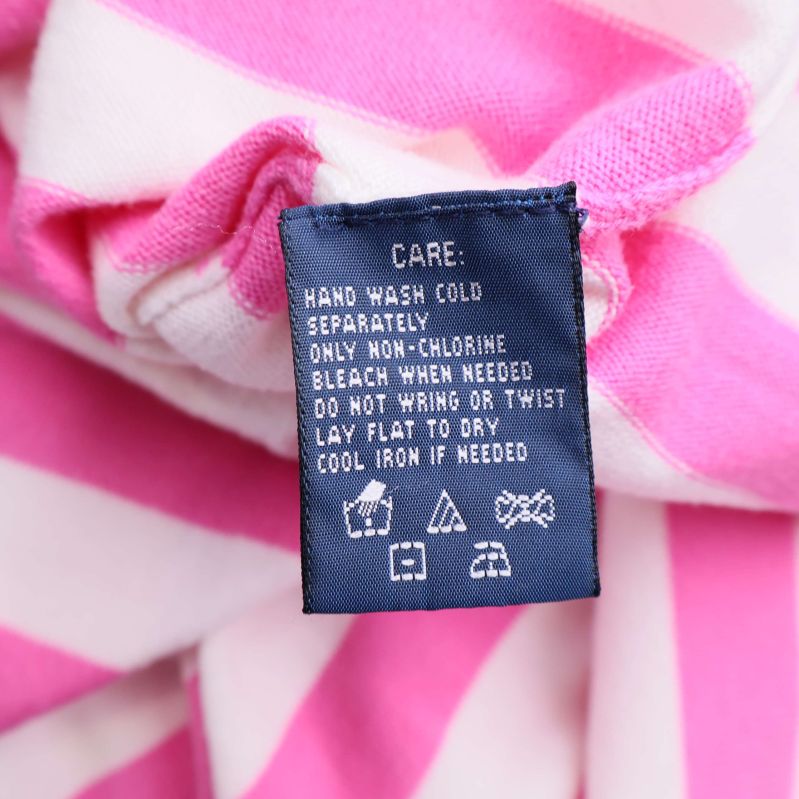 CARE:
HAND WASH COLD
SEPARATELY
ONLY NON-CHLORINE
BLEACH WHEN NEEDED
DO NOT WRING OR TWIST
LAY FLAT TO DRY
COOL IRON IF NEEDED